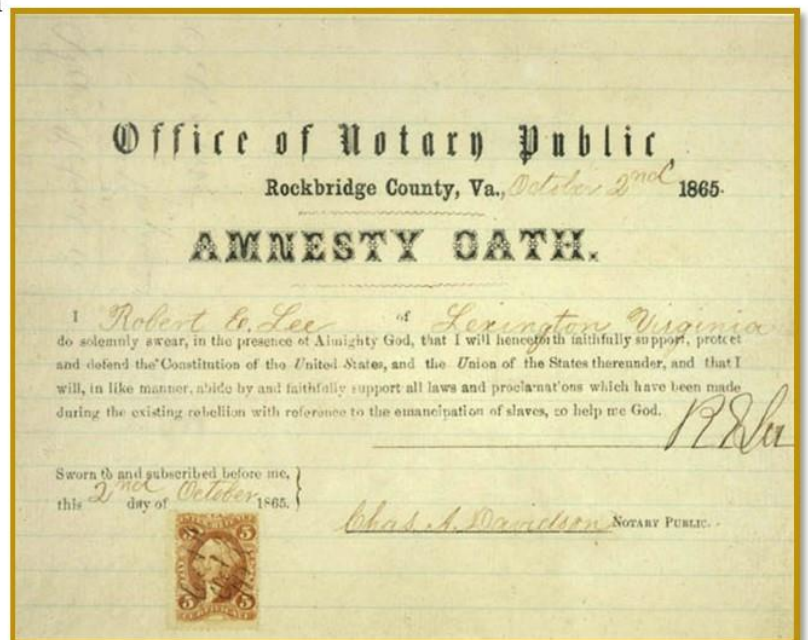 Office of Notary Public
Rockbridge County, Va., October 2nd 1865.
AMNESTY OATH.
I Robert E. Lee of Lexington Virginia
do solemnly swear, in the presence of Almighty God, that I will henceforth faithfully support, protect
and defend the Constitution of the United States, and the Union of the States thereunder, and that I
will, in like manner, abide by and faithfully support all laws and proclamations which have been made
during the existing rebellion with reference to the emancipation of slaves, so help me God.
R E Lee
Sworn to and subscribed before me,
this 2nd day of October 1865.
Chas A. Davidson NOTARY PUBLIC.
5 5
5 5
CERTIFICATE